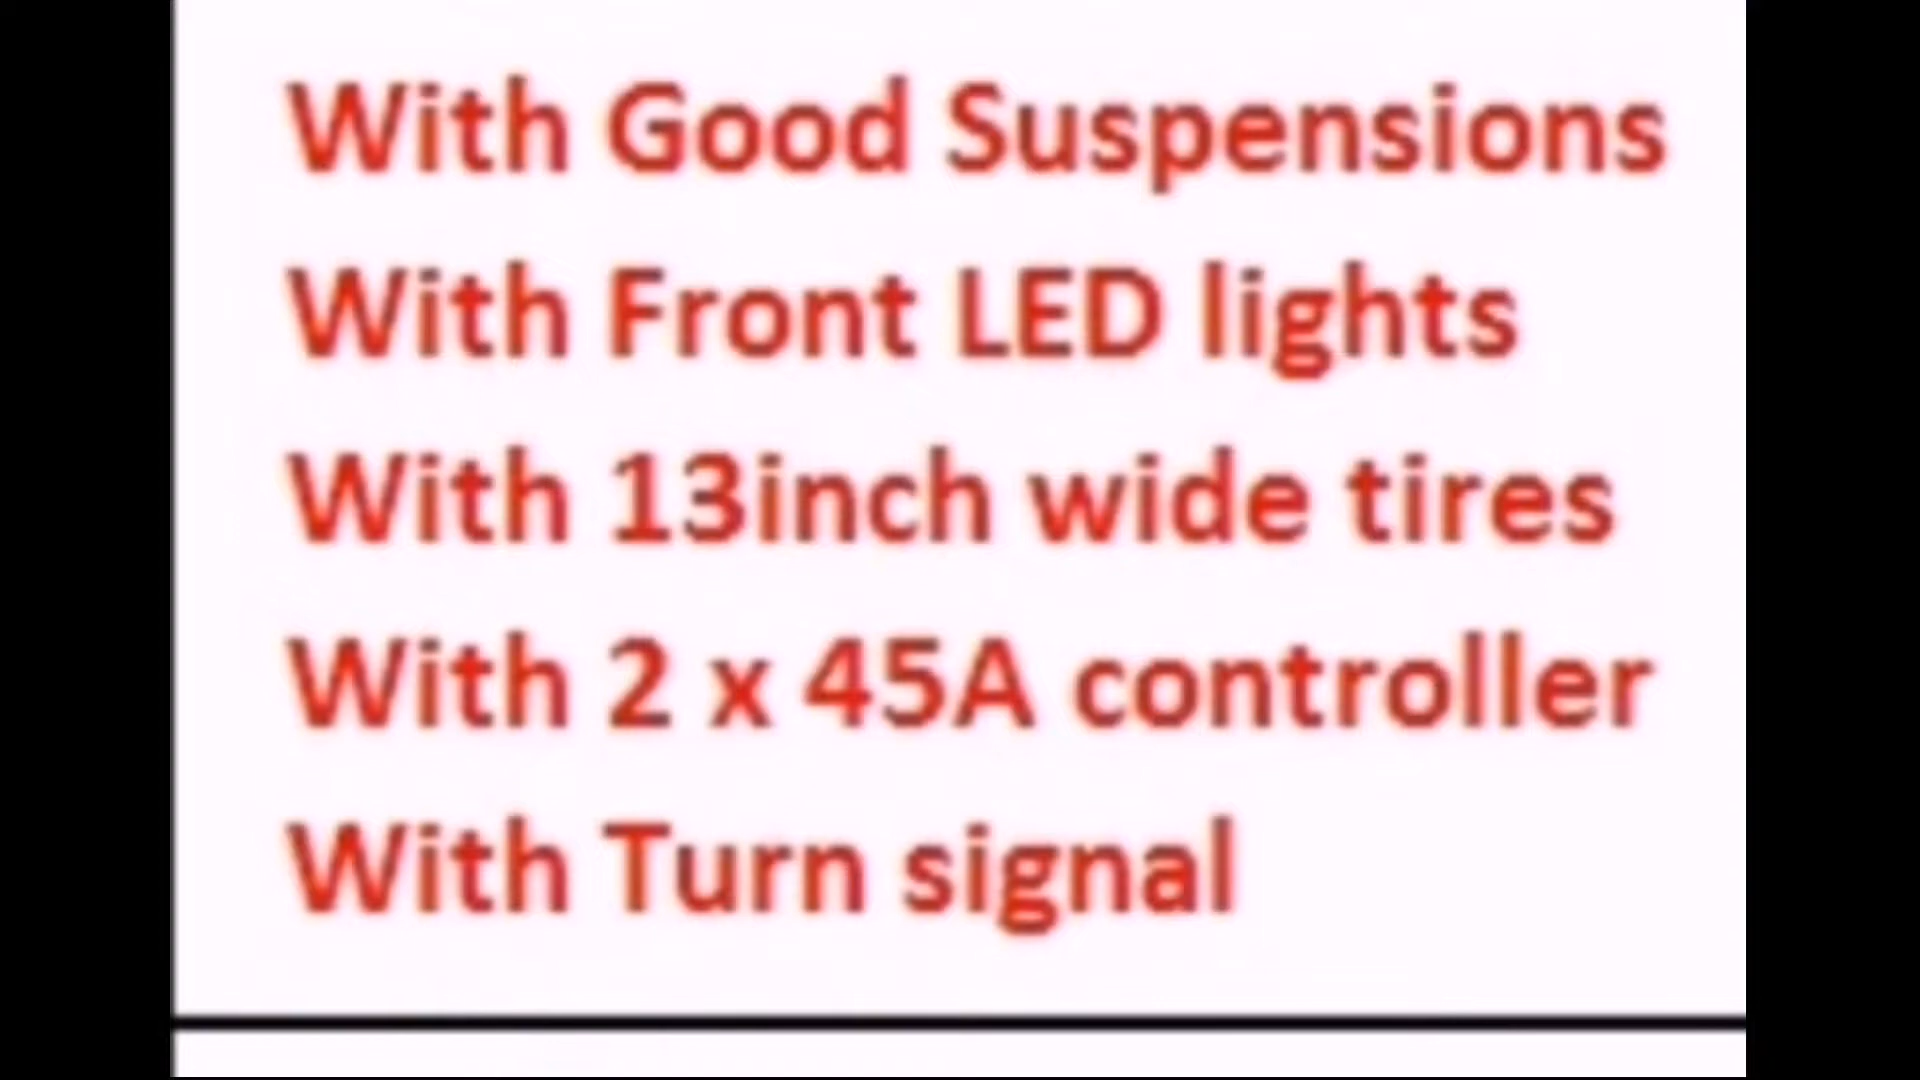 With Good Suspensions
With Front LED lights
With 13inch wide tires
With 2 x 45A controller
With Turn signal